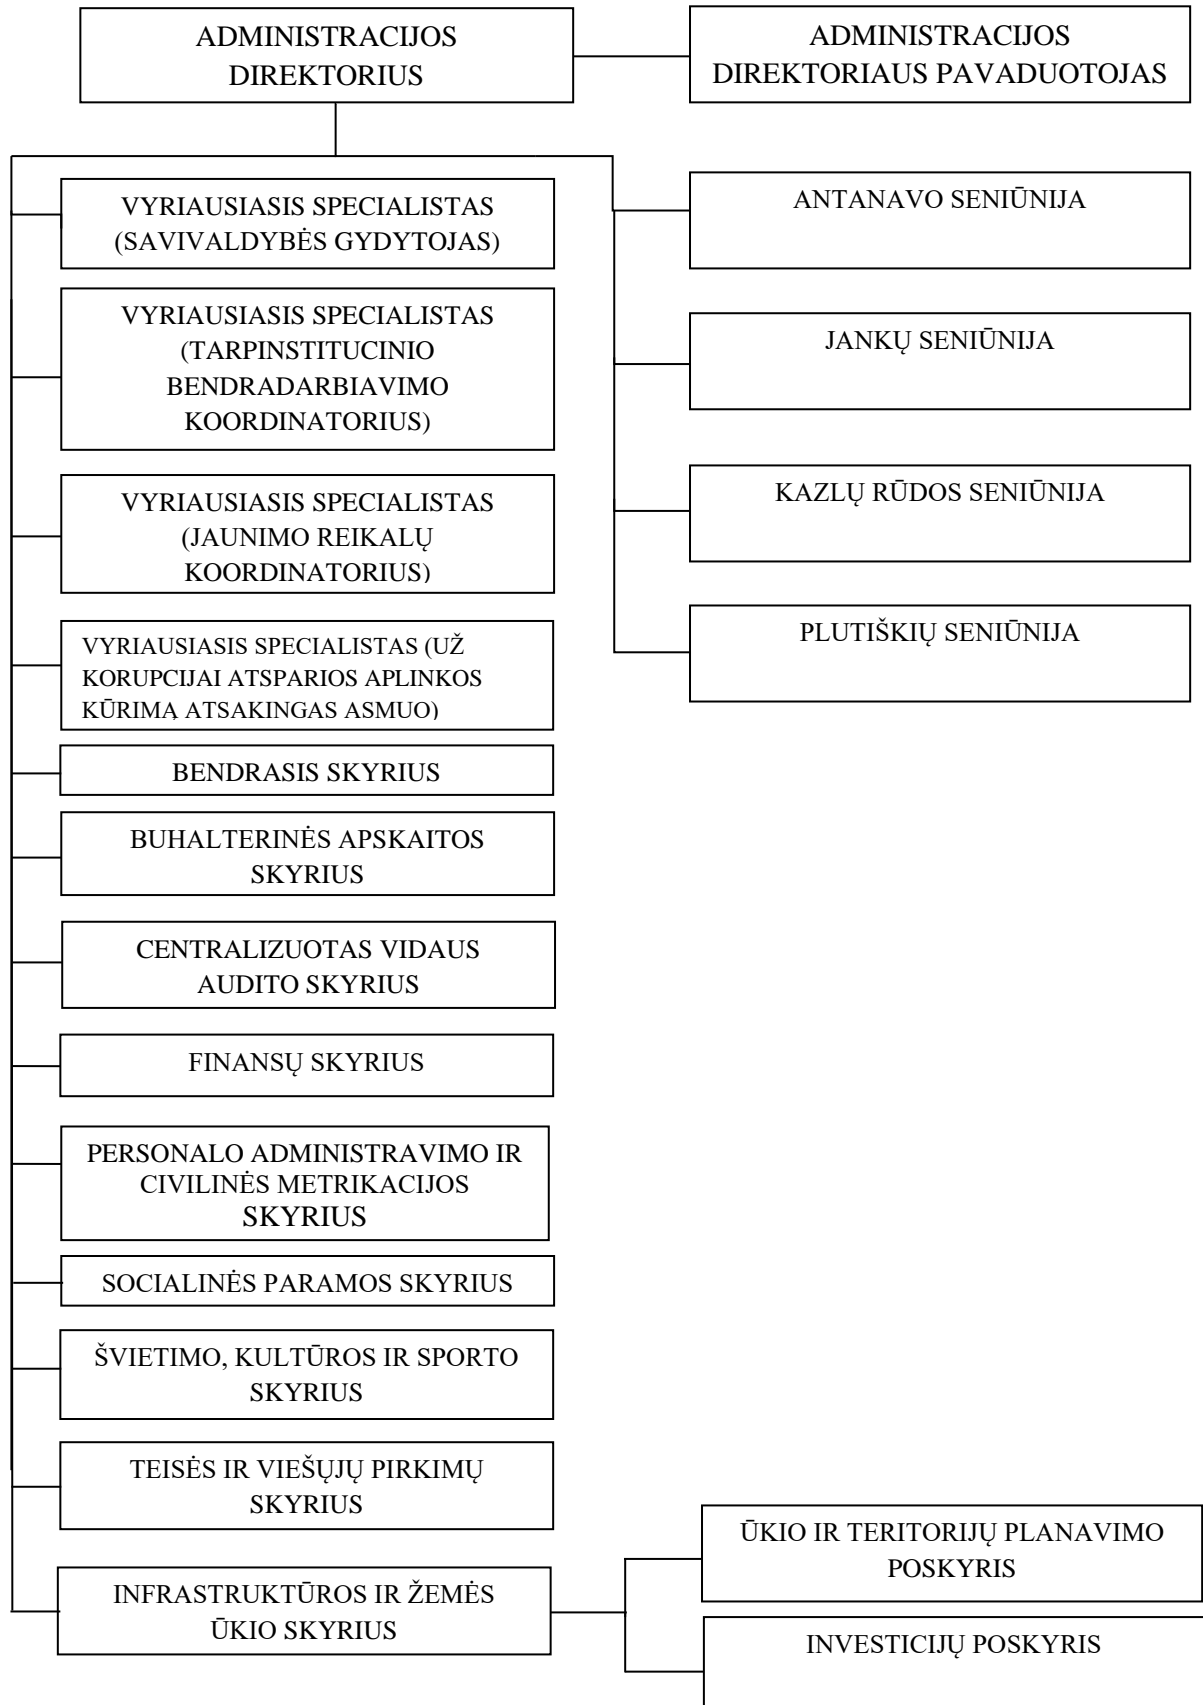 ADMINISTRACIJOS
DIREKTORIUS
ADMINISTRACIJOS
DIREKTORIAUS PAVADUOTOJAS
VYRIAUSIASIS SPECIALISTAS
(SAVIVALDYBĖS GYDYTOJAS)
VYRIAUSIASIS SPECIALISTAS
(TARPINSTITUCINIO
BENDRADARBIAVIMO
KOORDINATORIUS)
VYRIAUSIASIS SPECIALISTAS
(JAUNIMO REIKALŲ
KOORDINATORIUS)
VYRIAUSIASIS SPECIALISTAS (UŽ
KORUPCIJAI ATSPARIOS APLINKOS
KŪRIMĄ ATSAKINGAS ASMUO)
BENDRASIS SKYRIUS
BUHALTERINĖS APSKAITOS
SKYRIUS
CENTRALIZUOTAS VIDAUS
AUDITO SKYRIUS
FINANSŲ SKYRIUS
PERSONALO ADMINISTRAVIMO IR
CIVILINĖS METRIKACIJOS
SKYRIUS
SOCIALINĖS PARAMOS SKYRIUS
ŠVIETIMO, KULTŪROS IR SPORTO
SKYRIUS
TEISĖS IR VIEŠŲJŲ PIRKIMŲ
SKYRIUS
INFRASTRUKTŪROS IR ŽEMĖS
ŪKIO SKYRIUS
ANTANAVO SENIŪNIJA
JANKŲ SENIŪNIJA
KAZLŲ RŪDOS SENIŪNIJA
PLUTIŠKIŲ SENIŪNIJA
ŪKIO IR TERITORIJŲ PLANAVIMO
POSKYRIS
INVESTICIJŲ POSKYRIS